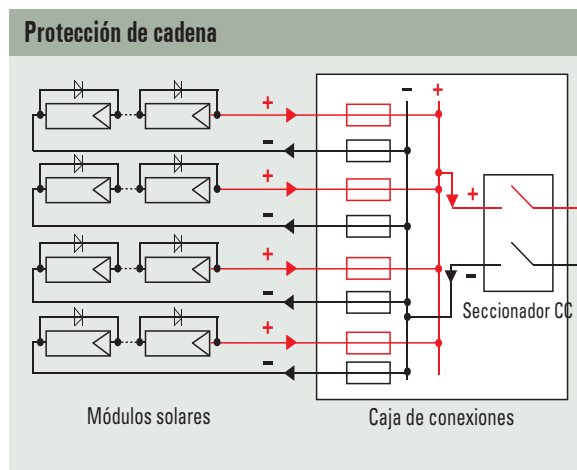 Protección de cadena
- +
+
-
+
-
+
-
+
-
+
-
Seccionador CC
Módulos solares
Caja de conexiones